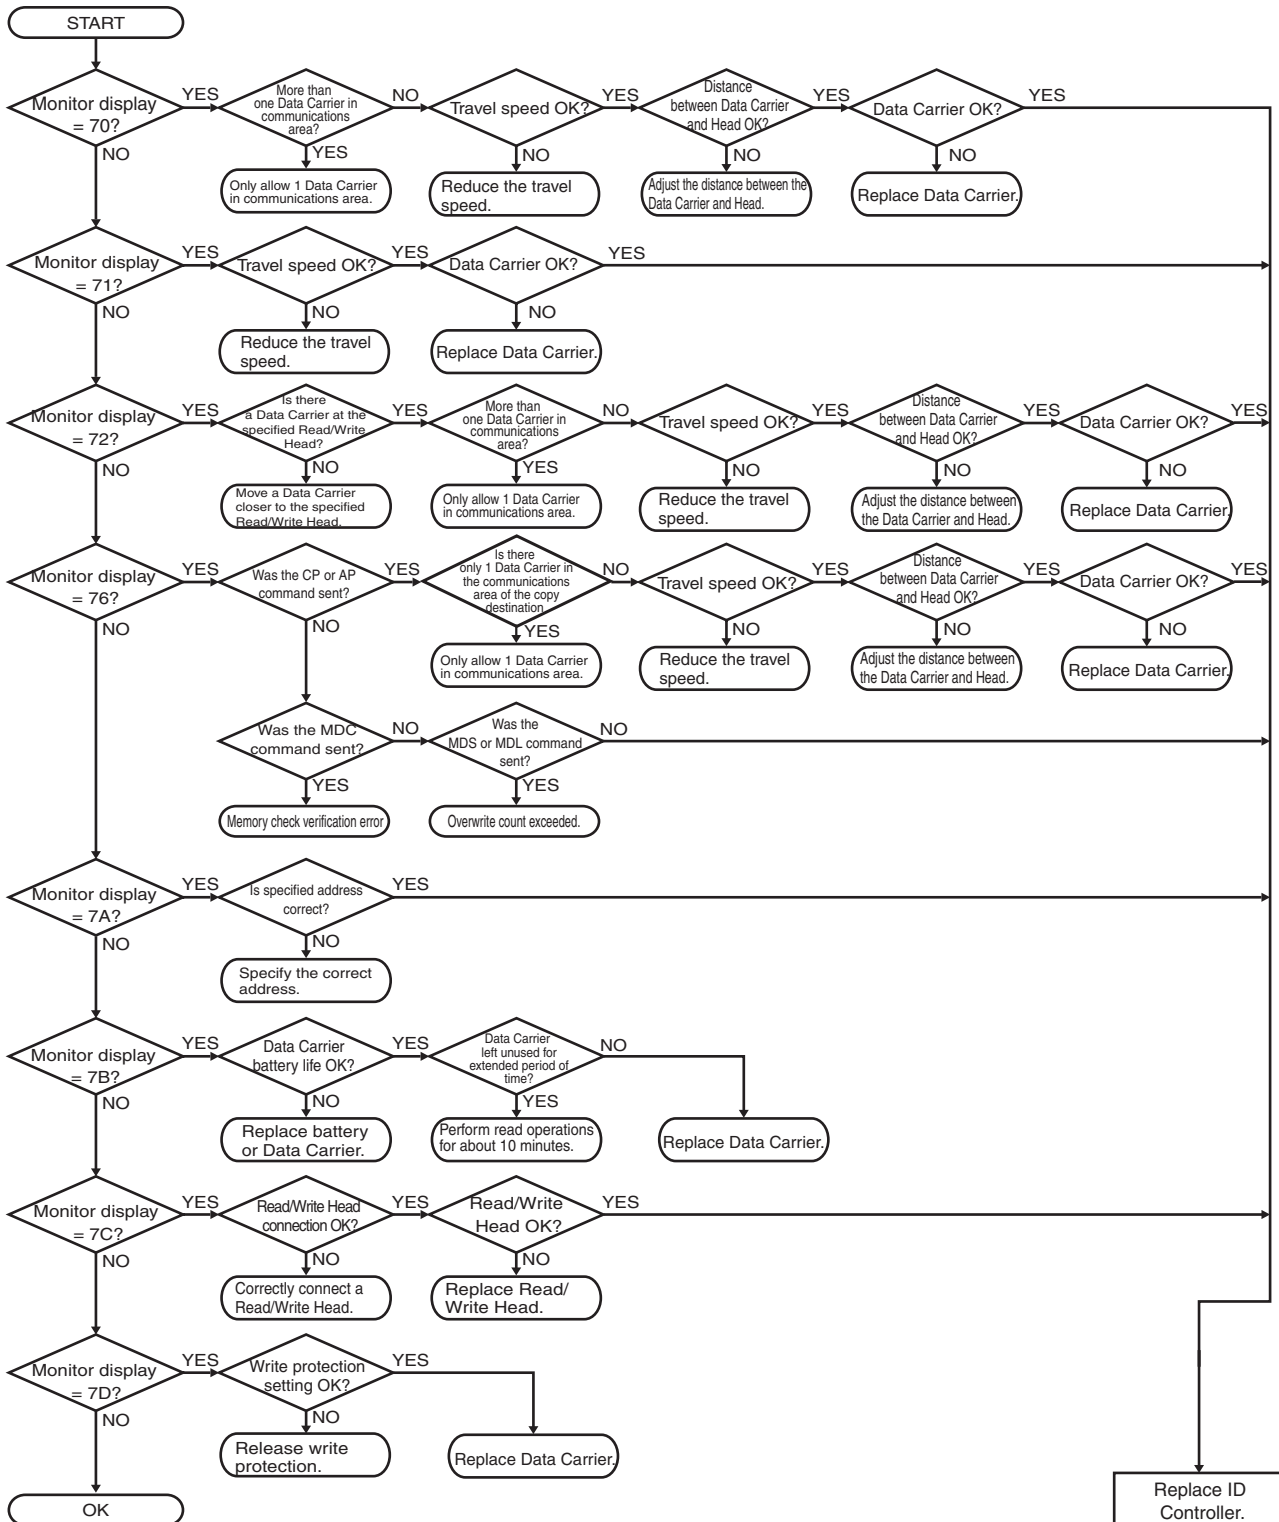 START
Monitor display
= 70?
YES
NO
More than
one Data Carrier in
communications
area?
NO
YES
Only allow 1 Data Carrier
in communications area.
Travel speed OK?
YES
NO
Reduce the travel
speed.
Distance
between Data Carrier
and Head OK?
YES
NO
Adjust the distance between the
Data Carrier and Head.
Data Carrier OK?
YES
NO
Replace Data Carrier.
Monitor display
= 71?
YES
NO
Travel speed OK?
YES
NO
Reduce the travel
speed.
Data Carrier OK?
YES
NO
Replace Data Carrier.
Monitor display
= 72?
YES
NO
Is there
a Data Carrier at the
specified Read/Write
Head?
YES
NO
Move a Data Carrier
closer to the specified
Read/Write Head.
More than
one Data Carrier in
communications
area?
NO
YES
Only allow 1 Data Carrier
in communications area.
Travel speed OK?
YES
NO
Reduce the travel
speed.
Distance
between Data Carrier
and Head OK?
YES
NO
Adjust the distance between
the Data Carrier and Head.
Data Carrier OK?
YES
NO
Replace Data Carrier.
Monitor display
= 76?
YES
NO
Was the CP or AP
command sent?
YES
NO
Is there
only 1 Data Carrier in
the communications
area of the copy
destination
NO
YES
Only allow 1 Data Carrier
in communications area.
Travel speed OK?
YES
NO
Reduce the travel
speed.
Distance
between Data Carrier
and Head OK?
YES
NO
Adjust the distance between
the Data Carrier and Head.
Data Carrier OK?
YES
NO
Replace Data Carrier.
Was the MDC
command sent?
NO
YES
Memory check verification error
Was the
MDS or MDL command
sent?
NO
YES
Overwrite count exceeded.
Monitor display
= 7A?
YES
NO
Is specified address
correct?
YES
NO
Specify the correct
address.
Monitor display
= 7B?
YES
NO
Data Carrier
battery life OK?
YES
NO
Replace battery
or Data Carrier.
Data Carrier
left unused for
extended period of
time?
NO
YES
Perform read operations
for about 10 minutes.
Replace Data Carrier.
Monitor display
= 7C?
YES
NO
Read/Write Head
connection OK?
YES
NO
Correctly connect a
Read/Write Head.
Read/Write
Head OK?
YES
NO
Replace Read/
Write Head.
Monitor display
= 7D?
YES
NO
Write protection
setting OK?
YES
NO
Release write
protection.
Replace Data Carrier.
OK
Replace ID
Controller.